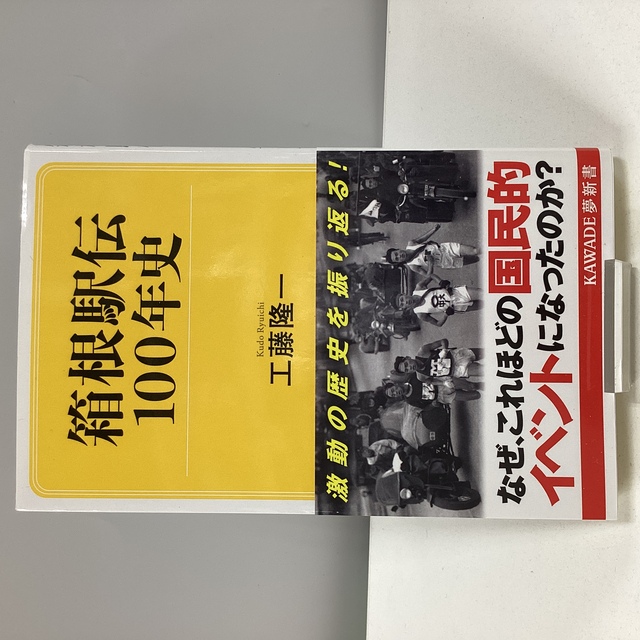 箱根駅伝
100年史
Kudo Ryuichi
工藤隆一
激動の歴史を振り返る!
なぜ、これほどの国民的
イベントになったのか?
KAWADE夢新書